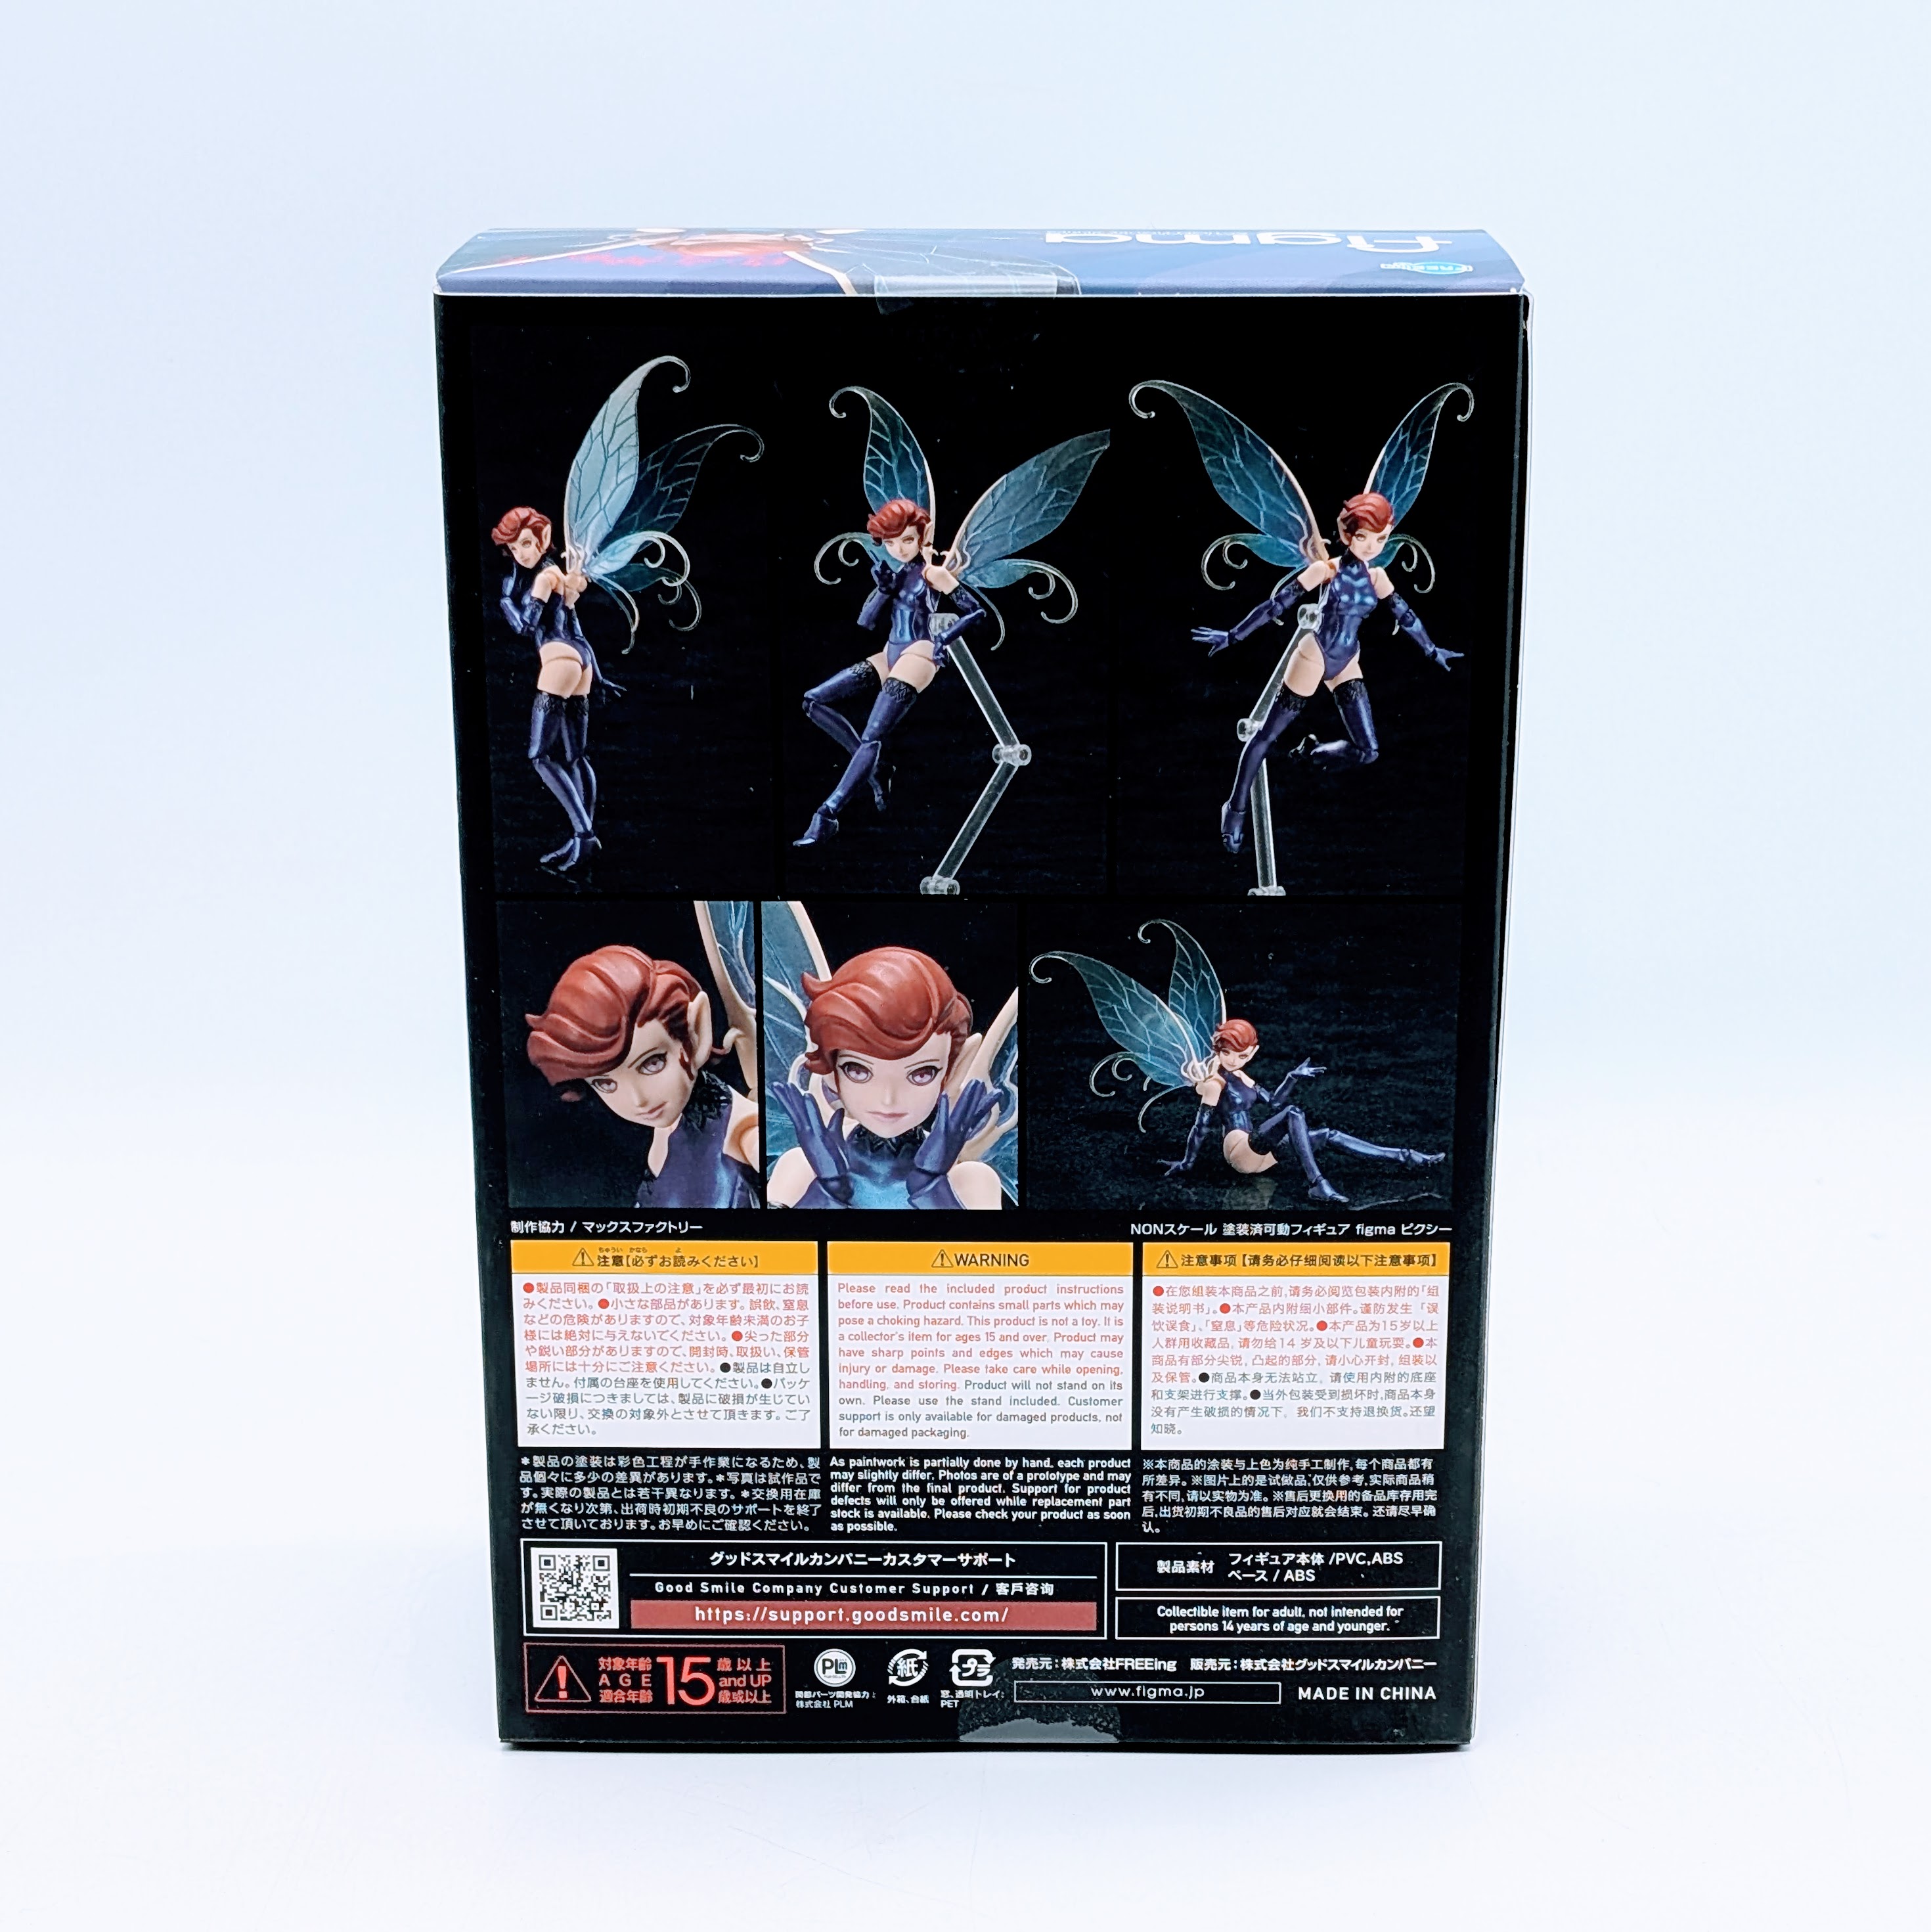 figma
制作協力 / マックスファクトリー
NONスケール 塗装済可動フィギュア figma ピクシー
ちゅうい かなら よ
注意【必ずお読みください】
●製品同梱の「取扱上の注意」を必ず最初にお読
みください。●小さな部品があります。誤飲、窒息
などの危険がありますので、対象年齢未満のお子
様には絶対に与えないでください。●尖った部分
や鋭い部分がありますので、開封時、取扱い、保管
場所には十分にご注意ください。●製品は自立し
ません。付属の台座を使用してください。●パッケ
ージ破損につきましては、製品に破損が生じてい
ない限り、交換の対象外とさせて頂きます。ご了
承ください。
WARNING
Please read the included product instructions
before use. Product contains small parts which may
pose a choking hazard. This product is not a toy. It is
a collector's item for ages 15 and over. Product may
have sharp points and edges which may cause
injury or damage. Please take care while opening,
handling, and storing. Product will not stand on its
own. Please use the stand included. Customer
support is only available for damaged products, not
for damaged packaging.
注意事项【请务必仔细阅读以下注意事项】
●在您组装本商品之前,请务必阅览包装内附的「组
装说明书」。●本产品内附细小部件。谨防发生「误
饮误食」、「窒息」等危险状况。●本产品为15岁以上
人群用收藏品, 请勿给14 岁及以下儿童玩耍。●本
商品有部分尖锐, 凸起的部分, 请小心开封, 组装以
及保管。●商品本身无法站立, 请使用内附的底座
和支架进行支撑。●当外包装受到损坏时,商品本身
没有产生破损的情况下, 我们不支持退换货。还望
知晓。
＊製品の塗装は彩色工程が手作業になるため、製
品個々に多少の差異があります。＊写真は試作品で
す。実際の製品とは若干異なります。＊交換用在庫
が無くなり次第、出荷時初期不良のサポートを終了
させて頂いております。お早めにご確認ください。
As paintwork is partially done by hand, each product
may slightly differ. Photos are of a prototype and may
differ from the final product. Support for product
defects will only be offered while replacement part
stock is available. Please check your product as soon
as possible.
※本商品的涂装与上色为纯手工制作,每个商品都有
所差异。※图片上的是试做品,仅供参考,实际商品稍
有不同,请以实物为准。※售后更换用的备品库存用完
后,出货初期不良品的售后对应就会结束。还请尽早确
认。
グッドスマイルカンパニーカスタマーサポート
Good Smile Company Customer Support / 客戶咨询
https://support.goodsmile.com/
製品素材 フィギュア本体 /PVC,ABS
ベース / ABS
Collectible item for adult, not intended for
persons 14 years of age and younger.
対象年齢 15 歳以上
AGE and UP
適合年齢 歳或以上
PLM
関節パーツ開発協力:
株式会社 PLM
紙
外箱、台紙
プラ
窓、透明トレイ:
PET
発売元:株式会社FREEing 販売元:株式会社グッドスマイルカンパニー
www.figma.jp
MADE IN CHINA